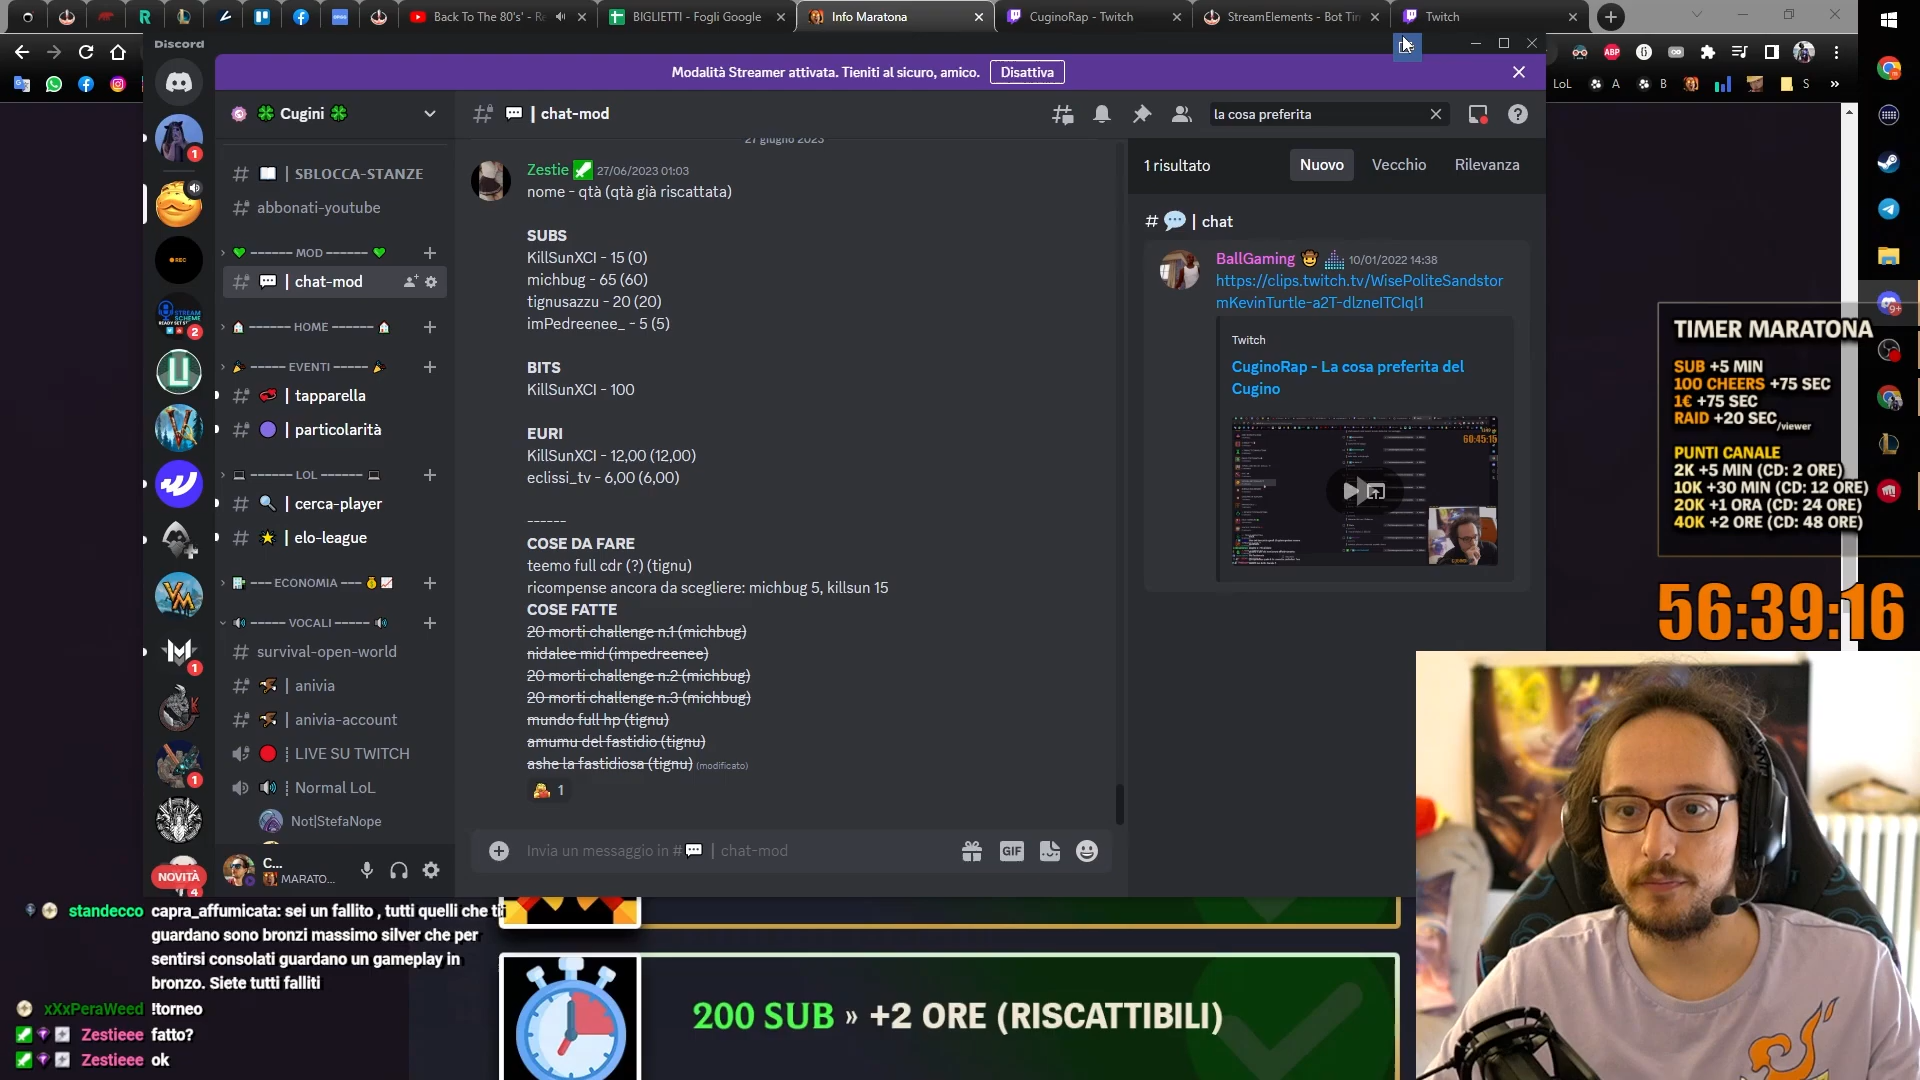 Back To The 80's' - R
BIGLIETTI - Fogli Google
Info Maratona
CuginoRap - Twitch
StreamElements - Bot Tin
Twitch
Discord
ABP
LoL
A
B
S
Modalità Streamer attivata. Tieniti al sicuro, amico.
Disattiva
Cugini
| chat-mod
la cosa preferita
| SBLOCCA-STANZE
abbonati-youtube
------ MOD ------
| chat-mod
------ HOME ------
------ EVENTI ------
| tapparella
| particolarità
------ LOL ------
| cerca-player
| elo-league
--- ECONOMIA ---
------ VOCALI ------
survival-open-world
| anivia
| anivia-account
LIVE SU TWITCH
Normal LoL
Not|StefaNope
C...
MARATO...
NOVITÀ
REC
1
2
1
1
4
9+
27 giugno 2023
Zestie 27/06/2023 01:03
nome - qtà (qtà già riscattata)
SUBS
KillSunXCI - 15 (0)
michbug - 65 (60)
tignusazzu - 20 (20)
imPedreenee_ - 5 (5)
BITS
KillSunXCI - 100
EURI
KillSunXCI - 12,00 (12,00)
eclissi_tv - 6,00 (6,00)
------
COSE DA FARE
teemo full cdr (?) (tignu)
ricompense ancora da scegliere: michbug 5, killsun 15
COSE FATTE
20 morti challenge n.1 (michbug)
nidalee mid (impedreenee)
20 morti challenge n.2 (michbug)
20 morti challenge n.3 (michbug)
mundo full hp (tignu)
amumu del fastidio (tignu)
ashe la fastidiosa (tignu) (modificato)
1
Invia un messaggio in # | chat-mod
GIF
1 risultato
Nuovo
Vecchio
Rilevanza
# | chat
BallGaming 10/01/2022 14:38
https://clips.twitch.tv/WisePoliteSandstor
mKevinTurtle-a2T-dlzneITCIql1
Twitch
CuginoRap - La cosa preferita del
Cugino
60:45:15
TIMER MARATONA
SUB +5 MIN
100 CHEERS +75 SEC
1€ +75 SEC
RAID +20 SEC/viewer
PUNTI CANALE
2K +5 MIN (CD: 2 ORE)
10K +30 MIN (CD: 12 ORE)
20K +1 ORA (CD: 24 ORE)
40K +2 ORE (CD: 48 ORE)
56:39:16
standecco capra_affumicata: sei un fallito , tutti quelli che ti
guardano sono bronzi massimo silver che per
sentirsi consolati guardano un gameplay in
bronzo. Siete tutti falliti
xXxPeraWeed !torneo
Zestieee fatto?
Zestieee ok
200 SUB » +2 ORE (RISCATTIBILI)